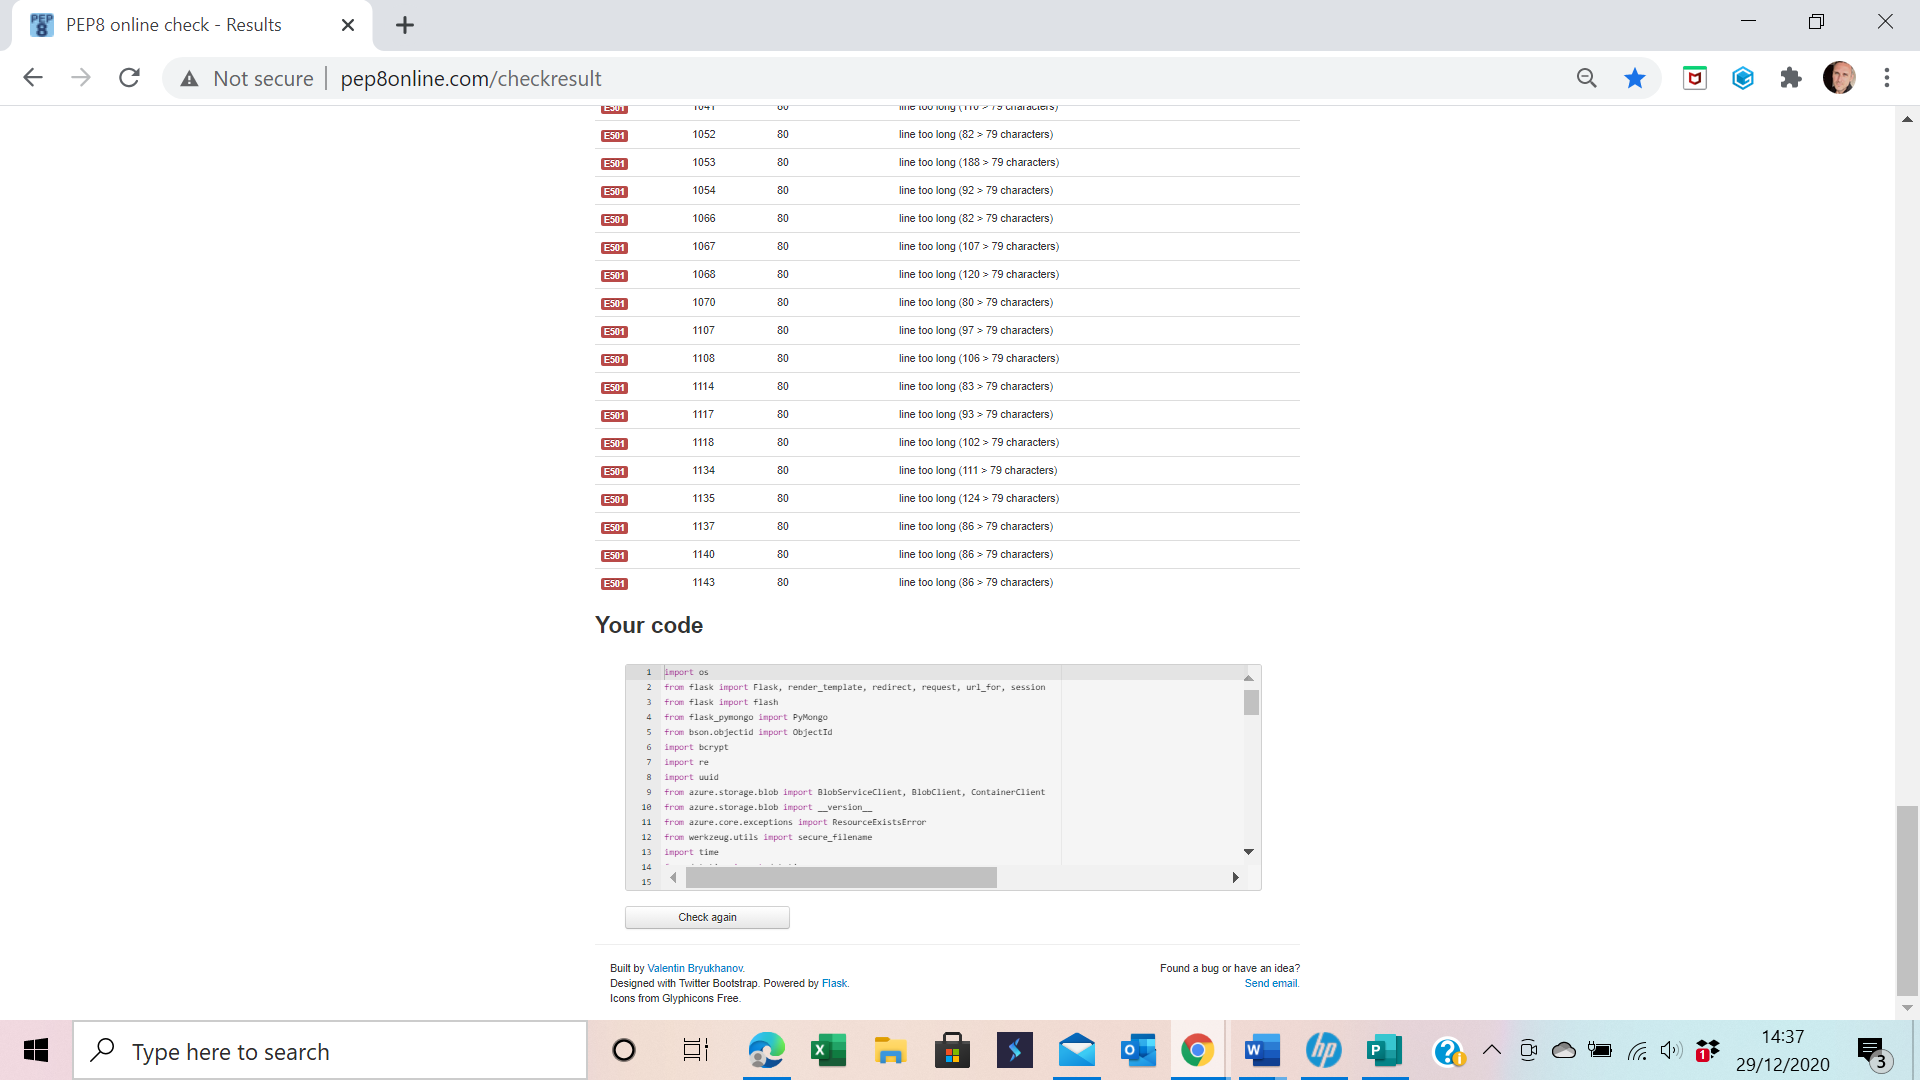 PEP8 online check - Results
Not secure
pep8online.com/checkresult
E501 1041 80 line too long (110 > 79 characters)
E501 1052 80 line too long (82 > 79 characters)
E501 1053 80 line too long (188 > 79 characters)
E501 1054 80 line too long (92 > 79 characters)
E501 1066 80 line too long (82 > 79 characters)
E501 1067 80 line too long (107 > 79 characters)
E501 1068 80 line too long (120 > 79 characters)
E501 1070 80 line too long (80 > 79 characters)
E501 1107 80 line too long (97 > 79 characters)
E501 1108 80 line too long (106 > 79 characters)
E501 1114 80 line too long (83 > 79 characters)
E501 1117 80 line too long (93 > 79 characters)
E501 1118 80 line too long (102 > 79 characters)
E501 1134 80 line too long (111 > 79 characters)
E501 1135 80 line too long (124 > 79 characters)
E501 1137 80 line too long (86 > 79 characters)
E501 1140 80 line too long (86 > 79 characters)
E501 1143 80 line too long (86 > 79 characters)
Your code
1 import os
2 from flask import Flask, render_template, redirect, request, url_for, session
3 from flask import flash
4 from flask_pymongo import PyMongo
5 from bson.objectid import ObjectId
6 import bcrypt
7 import re
8 import uuid
9 from azure.storage.blob import BlobServiceClient, BlobClient, ContainerClient
10 from azure.storage.blob import __version__
11 from azure.core.exceptions import ResourceExistsError
12 from werkzeug.utils import secure_filename
13 import time
14
15
Check again
Built by Valentin Bryukhanov.
Designed with Twitter Bootstrap. Powered by Flask.
Icons from Glyphicons Free.
Found a bug or have an idea?
Send email.
Type here to search
14:37
29/12/2020
3